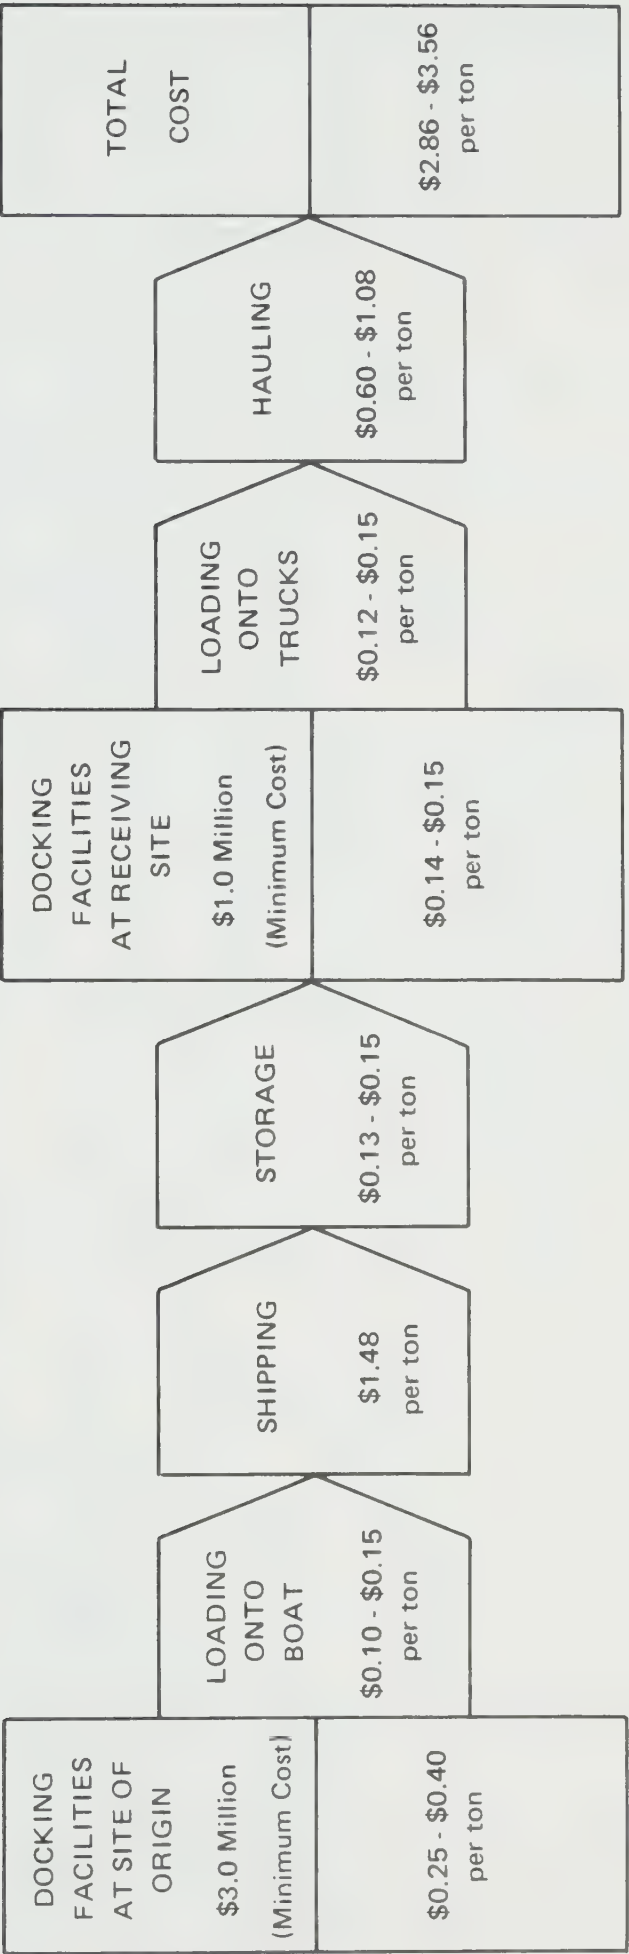 DOCKING
FACILITIES
AT SITE OF
ORIGIN
$3.0 Million
(Minimum Cost)
$0.25 - $0.40
per ton
LOADING
ONTO
BOAT
$0.10 - $0.15
per ton
SHIPPING
$1.48
per ton
STORAGE
$0.13 - $0.15
per ton
DOCKING
FACILITIES
AT RECEIVING
SITE
$1.0 Million
(Minimum Cost)
$0.14 - $0.15
per ton
LOADING
ONTO
TRUCKS
$0.12 - $0.15
per ton
HAULING
$0.60 - $1.08
per ton
TOTAL
COST
$2.86 - $3.56
per ton